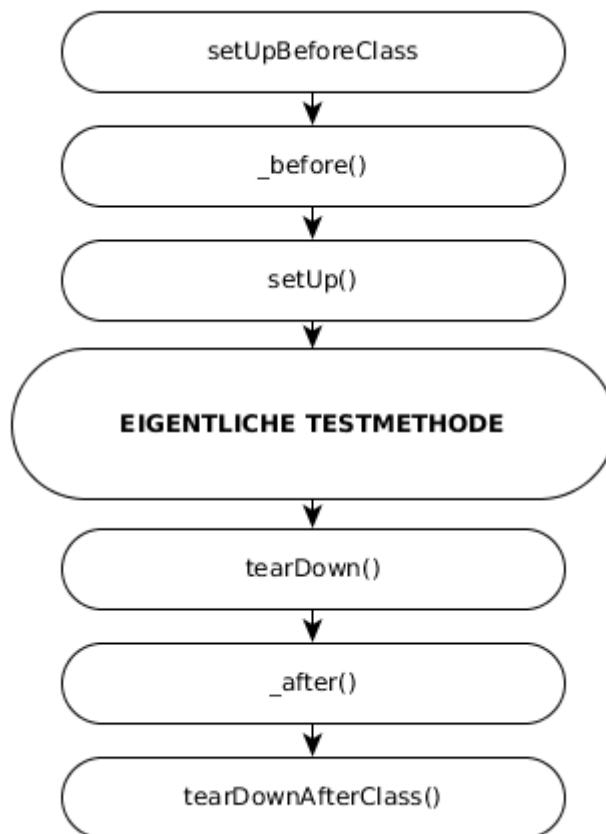 setUpBeforeClass
_before()
setUp()
EIGENTLICHE TESTMETHODE
tearDown()
_after()
tearDownAfterClass()